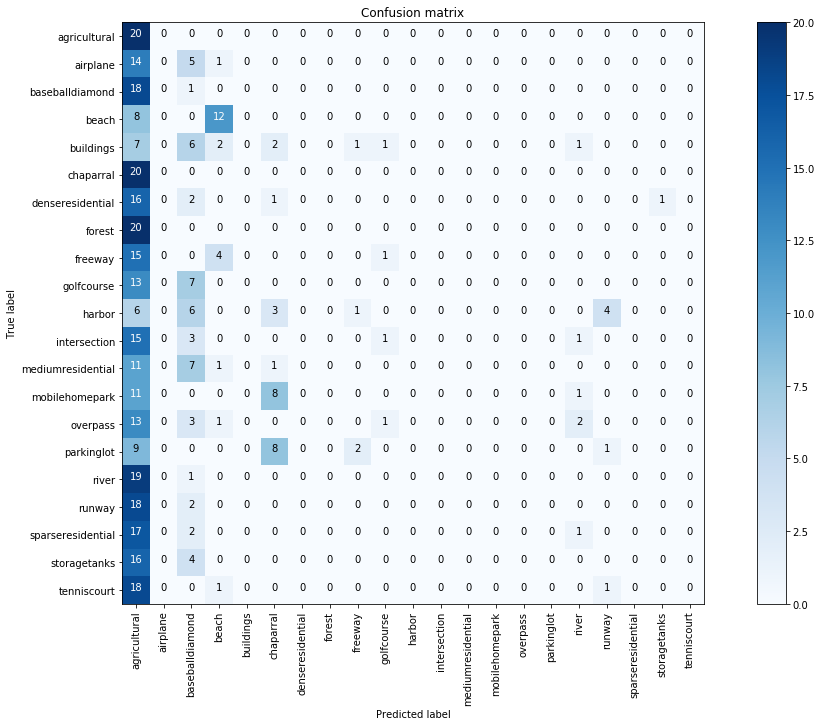 Confusion matrix
True label
agricultural 20 0 0 0 0 0 0 0 0 0 0 0 0 0 0 0 0 0 0 0 0
airplane 14 0 5 1 0 0 0 0 0 0 0 0 0 0 0 0 0 0 0 0 0
baseballdiamond 18 0 1 0 0 0 0 0 0 0 0 0 0 0 0 0 0 0 0 0 0
beach 8 0 0 12 0 0 0 0 0 0 0 0 0 0 0 0 0 0 0 0 0
buildings 7 0 6 2 0 2 0 0 1 1 0 0 0 0 0 0 1 0 0 0 0
chaparral 20 0 0 0 0 0 0 0 0 0 0 0 0 0 0 0 0 0 0 0 0
denseresidential 16 0 2 0 0 1 0 0 0 0 0 0 0 0 0 0 0 0 0 1 0
forest 20 0 0 0 0 0 0 0 0 0 0 0 0 0 0 0 0 0 0 0 0
freeway 15 0 0 4 0 0 0 0 0 1 0 0 0 0 0 0 0 0 0 0 0
golfcourse 13 0 7 0 0 0 0 0 0 0 0 0 0 0 0 0 0 0 0 0 0
harbor 6 0 6 0 0 3 0 0 1 0 0 0 0 0 0 0 0 4 0 0 0
intersection 15 0 3 0 0 0 0 0 0 1 0 0 0 0 0 0 1 0 0 0 0
mediumresidential 11 0 7 1 0 1 0 0 0 0 0 0 0 0 0 0 0 0 0 0 0
mobilehomepark 11 0 0 0 0 8 0 0 0 0 0 0 0 0 0 0 1 0 0 0 0
overpass 13 0 3 1 0 0 0 0 0 1 0 0 0 0 0 0 2 0 0 0 0
parkinglot 9 0 0 0 0 8 0 0 2 0 0 0 0 0 0 0 0 1 0 0 0
river 19 0 1 0 0 0 0 0 0 0 0 0 0 0 0 0 0 0 0 0 0
runway 18 0 2 0 0 0 0 0 0 0 0 0 0 0 0 0 0 0 0 0 0
sparseresidential 17 0 2 0 0 0 0 0 0 0 0 0 0 0 0 0 1 0 0 0 0
storagetanks 16 0 4 0 0 0 0 0 0 0 0 0 0 0 0 0 0 0 0 0 0
tenniscourt 18 0 0 1 0 0 0 0 0 0 0 0 0 0 0 0 0 1 0 0 0
agricultural
airplane
baseballdiamond
beach
buildings
chaparral
denseresidential
forest
freeway
golfcourse
harbor
intersection
mediumresidential
mobilehomepark
overpass
parkinglot
river
runway
sparseresidential
storagetanks
tenniscourt
Predicted label
20.0
17.5
15.0
12.5
10.0
7.5
5.0
2.5
0.0